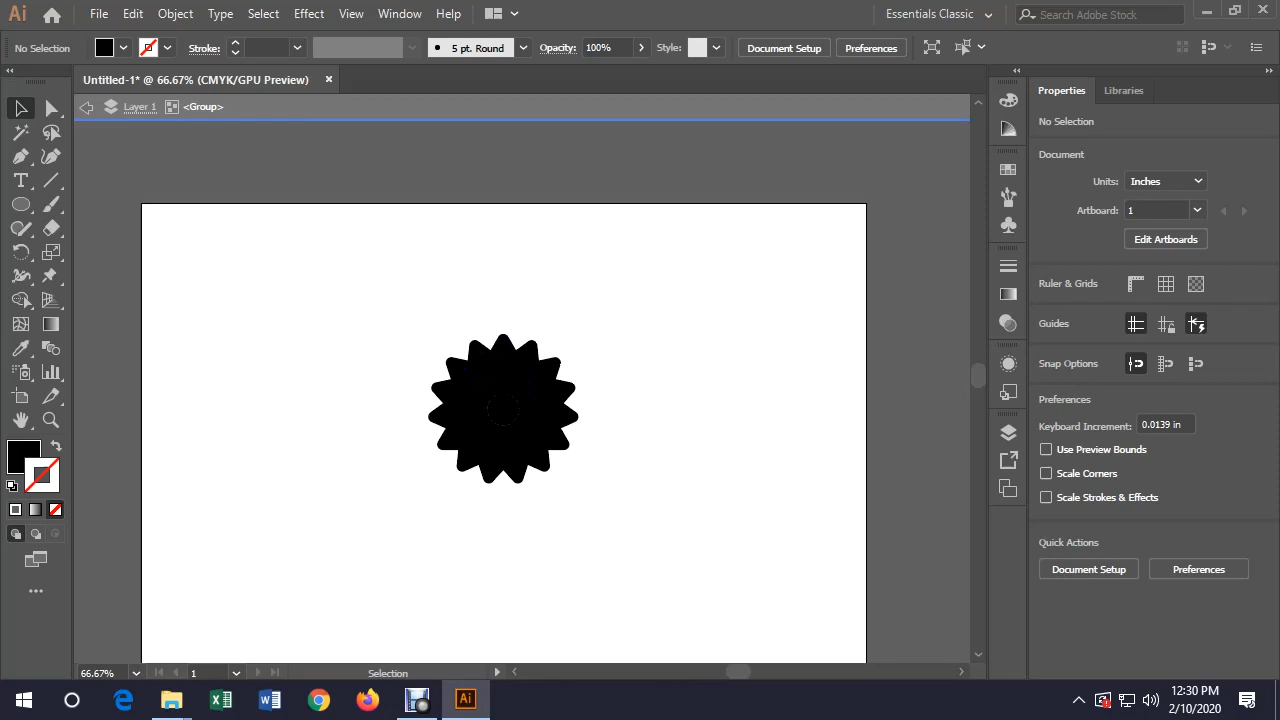 Ai File Edit Object Type Select Effect View Window Help Essentials Classic Search Adobe Stock
No Selection Stroke: 5 pt. Round Opacity: 100% Style: Document Setup Preferences
Untitled-1* @ 66.67% (CMYK/GPU Preview)
Layer 1 <Group>
Properties Libraries
No Selection
Document
Units: Inches
Artboard: 1
Edit Artboards
Ruler & Grids
Guides
Snap Options
Preferences
Keyboard Increment: 0.0139 in
Use Preview Bounds
Scale Corners
Scale Strokes & Effects
Quick Actions
Document Setup Preferences
66.67% 1 Selection
12:30 PM
2/10/2020